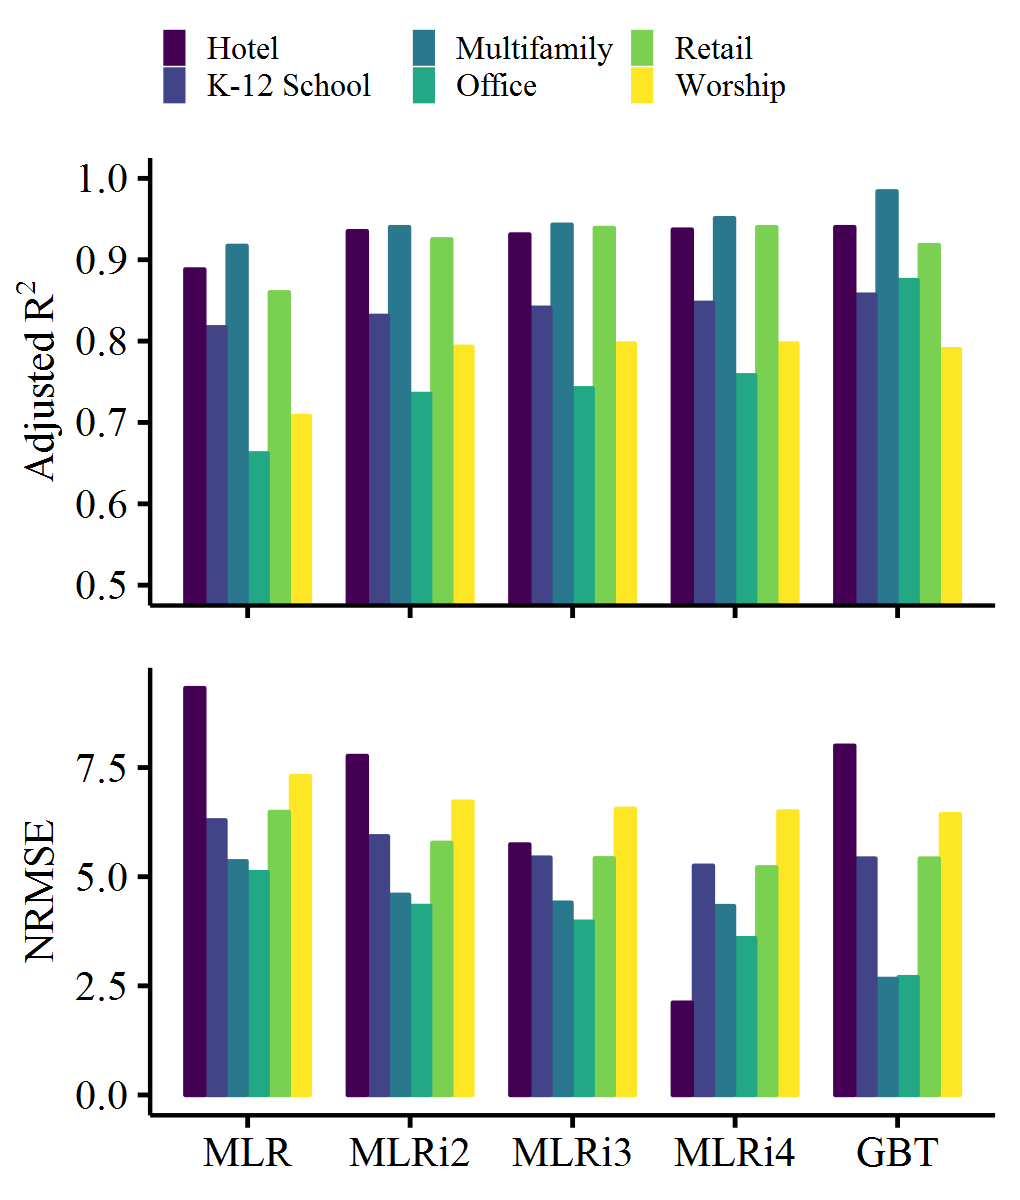 Hotel Multifamily Retail
K-12 School Office Worship
1.0
0.9
0.8
0.7
0.6
0.5
Adjusted R²
7.5
5.0
2.5
0.0
NRMSE
MLR MLRi2 MLRi3 MLRi4 GBT